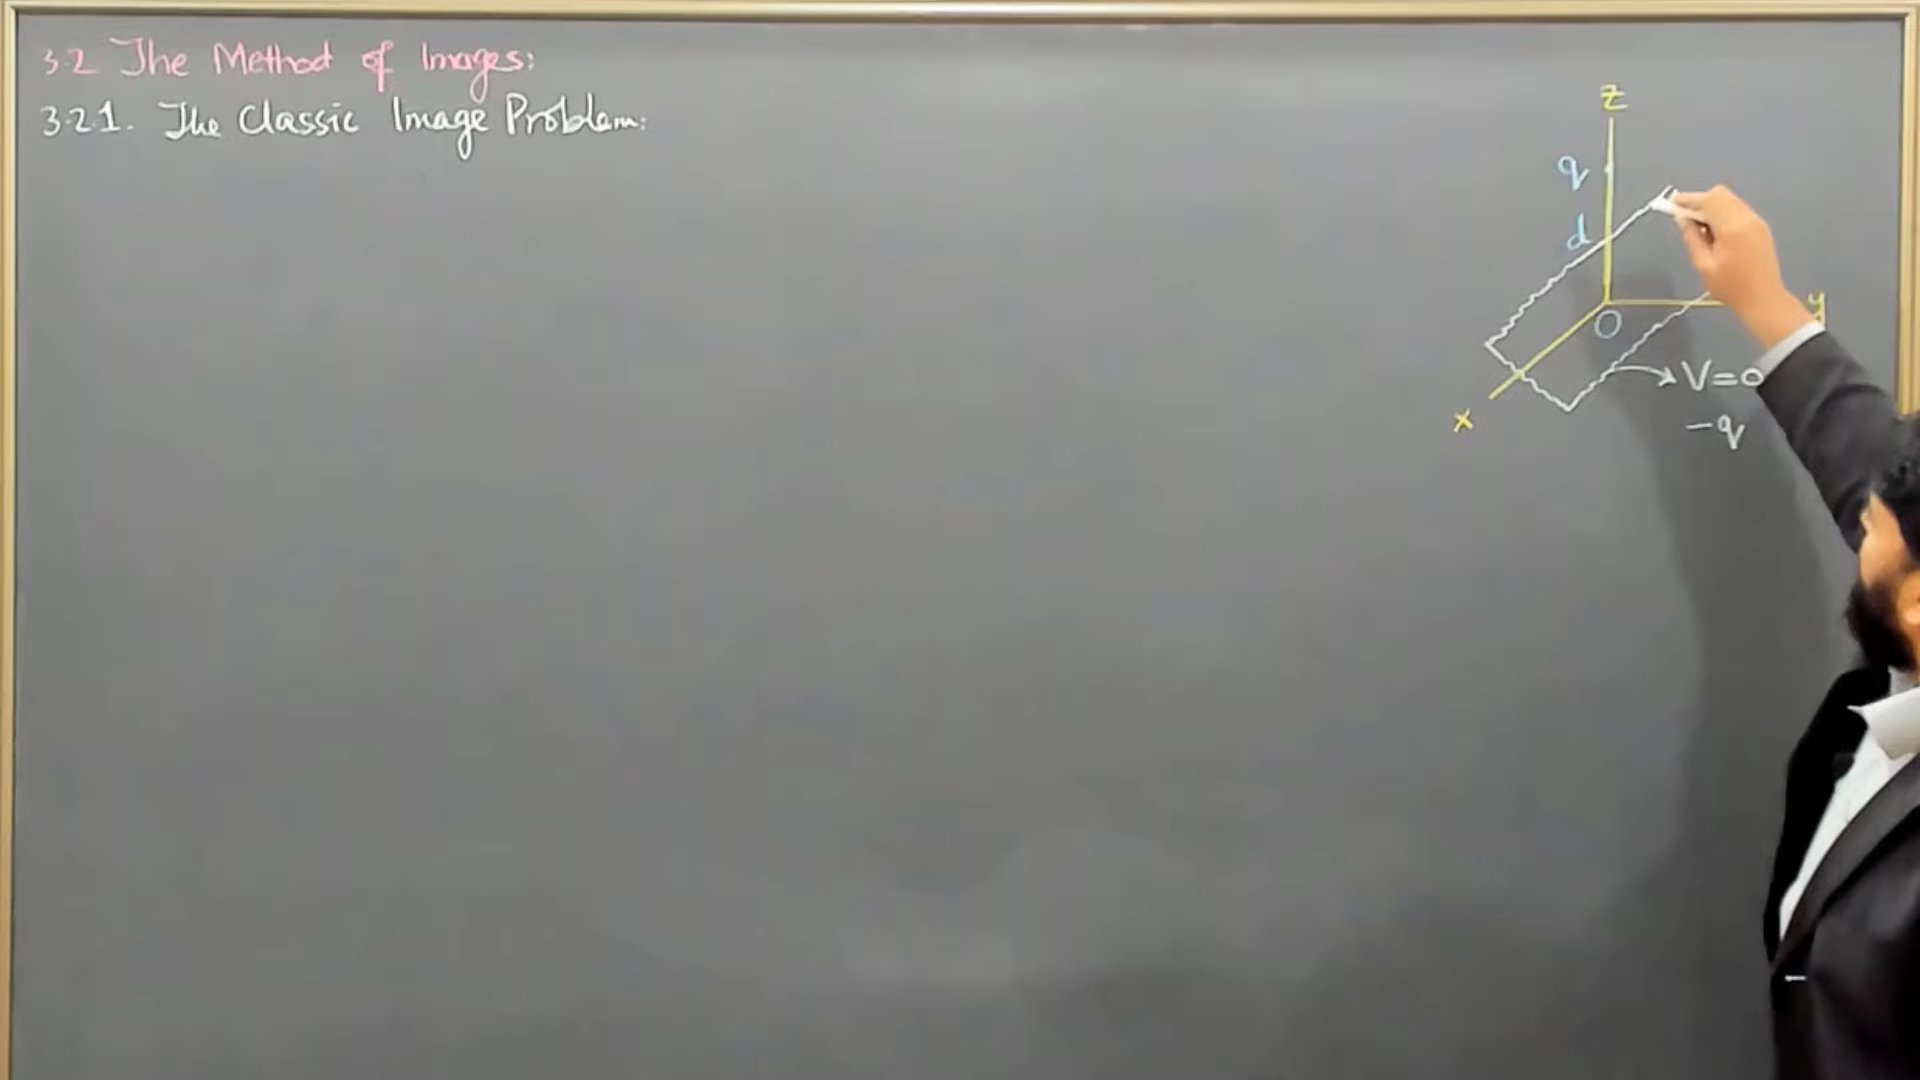 3.2 The Method of Images:
3.2.1. The Classic Image Problem:
z
q
d
O
y
x
V=0
-q